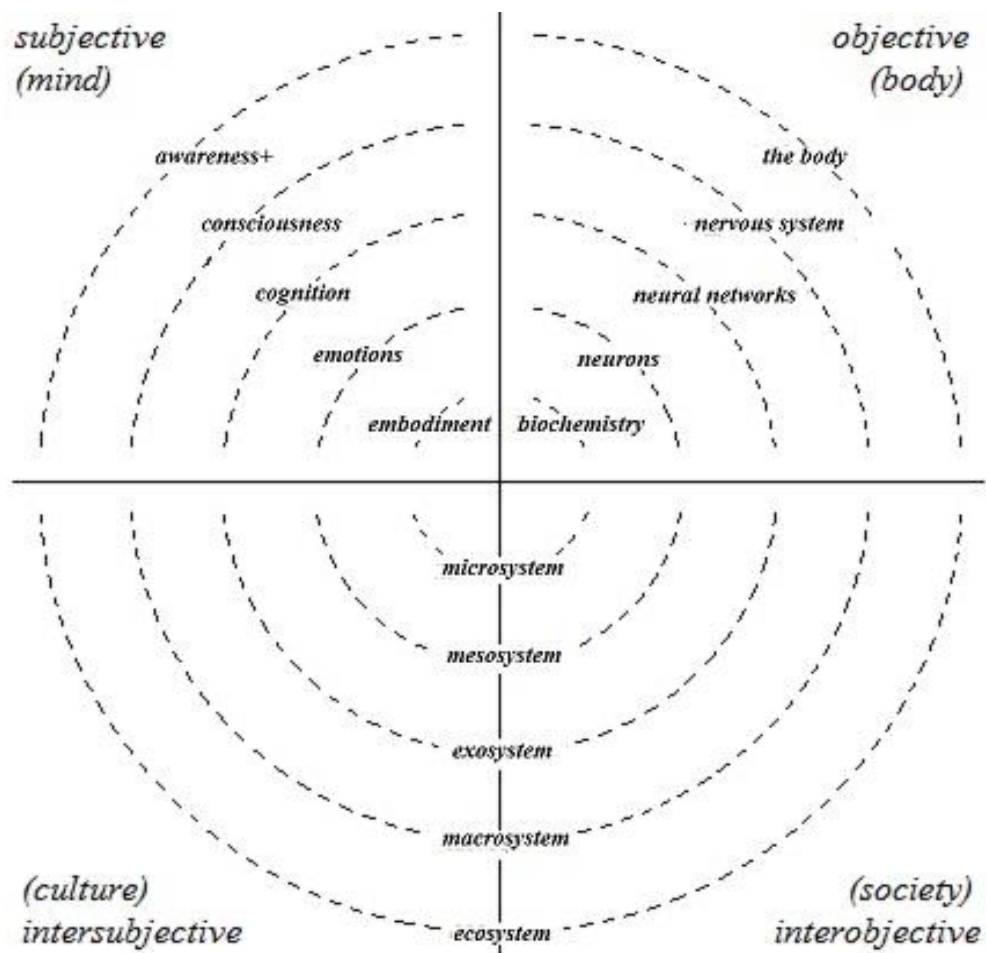 subjective
(mind)
objective
(body)
awareness+
the body
consciousness
nervous system
cognition
neural networks
emotions
neurons
embodiment
biochemistry
microsystem
mesosystem
exosystem
macrosystem
(culture)
intersubjective
(society)
interobjective
ecosystem